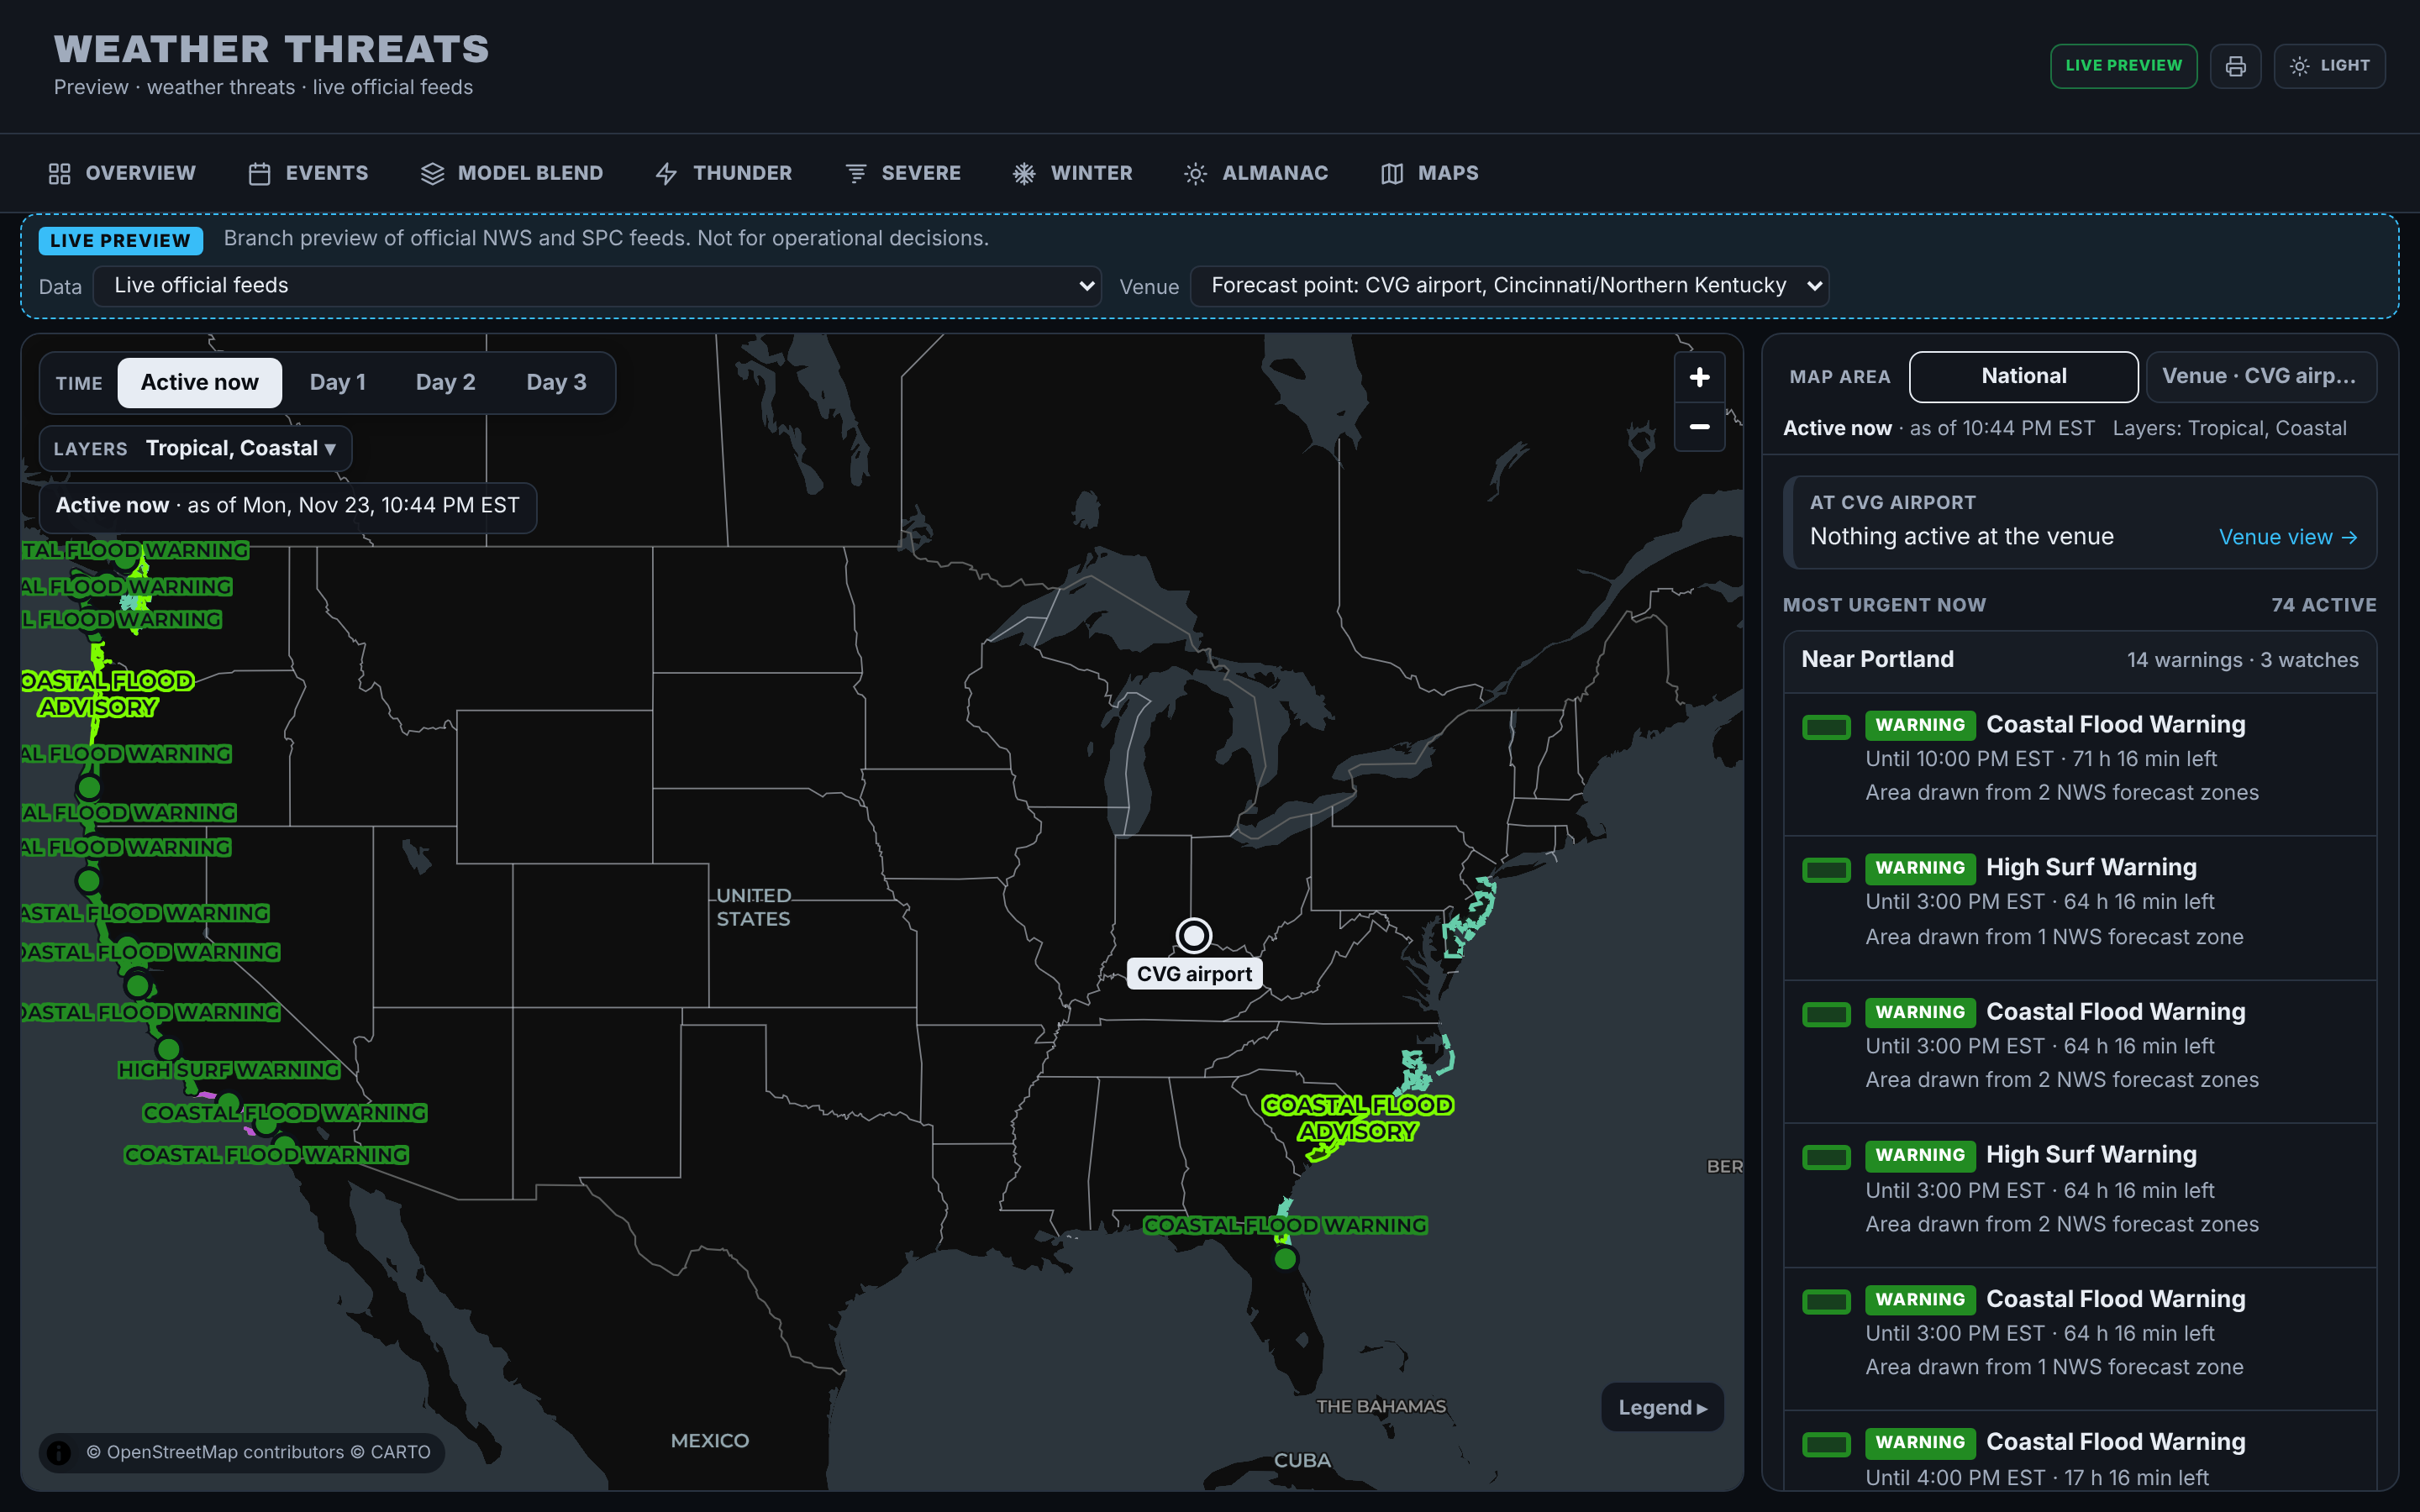 WEATHER THREATS
Preview · weather threats · live official feeds
LIVE PREVIEW
LIGHT
OVERVIEW
EVENTS
MODEL BLEND
THUNDER
SEVERE
WINTER
ALMANAC
MAPS
LIVE PREVIEW Branch preview of official NWS and SPC feeds. Not for operational decisions.
Data Live official feeds Venue Forecast point: CVG airport, Cincinnati/Northern Kentucky
TIME Active now Day 1 Day 2 Day 3
LAYERS Tropical, Coastal ▾
Active now · as of Mon, Nov 23, 10:44 PM EST
+
−
TAL FLOOD WARNING
AL FLOOD WARNING
L FLOOD WARNING
OASTAL FLOOD
ADVISORY
AL FLOOD WARNING
AL FLOOD WARNING
AL FLOOD WARNING
ASTAL FLOOD WARNING
OASTAL FLOOD WARNING
OASTAL FLOOD WARNING
HIGH SURF WARNING
COASTAL FLOOD WARNING
COASTAL FLOOD WARNING
UNITED
STATES
CVG airport
COASTAL FLOOD
ADVISORY
COASTAL FLOOD WARNING
BER
THE BAHAMAS
MEXICO
CUBA
Legend ▸
© OpenStreetMap contributors © CARTO
MAP AREA National Venue · CVG airp...
Active now · as of 10:44 PM EST Layers: Tropical, Coastal
AT CVG AIRPORT
Nothing active at the venue Venue view →
MOST URGENT NOW 74 ACTIVE
Near Portland 14 warnings · 3 watches
WARNING Coastal Flood Warning
Until 10:00 PM EST · 71 h 16 min left
Area drawn from 2 NWS forecast zones
WARNING High Surf Warning
Until 3:00 PM EST · 64 h 16 min left
Area drawn from 1 NWS forecast zone
WARNING Coastal Flood Warning
Until 3:00 PM EST · 64 h 16 min left
Area drawn from 2 NWS forecast zones
WARNING High Surf Warning
Until 3:00 PM EST · 64 h 16 min left
Area drawn from 2 NWS forecast zones
WARNING Coastal Flood Warning
Until 3:00 PM EST · 64 h 16 min left
Area drawn from 1 NWS forecast zone
WARNING Coastal Flood Warning
Until 4:00 PM EST · 17 h 16 min left